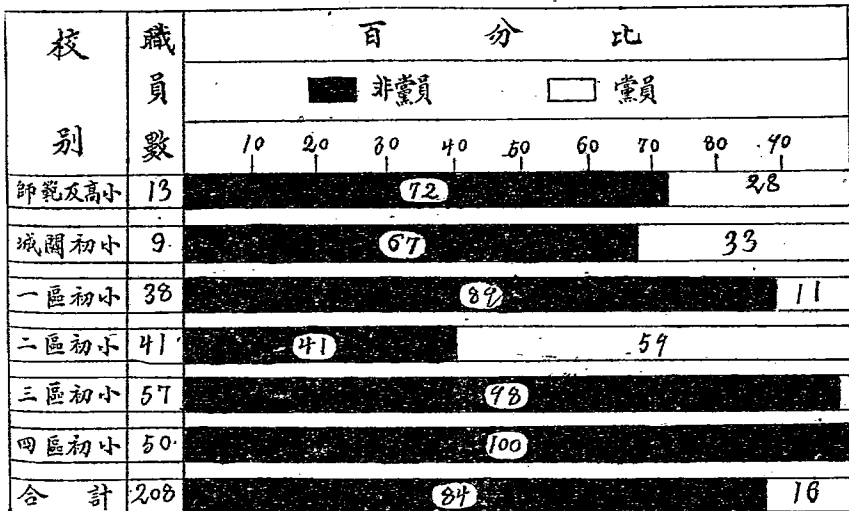 校別 職員數 百分比
非黨員 黨員
10 20 30 40 50 60 70 80 90
師範及高小 13 72 28
城關初小 9 67 33
一區初小 38 89 11
二區初小 41 41 59
三區初小 57 98
四區初小 50 100
合計 208 84 16